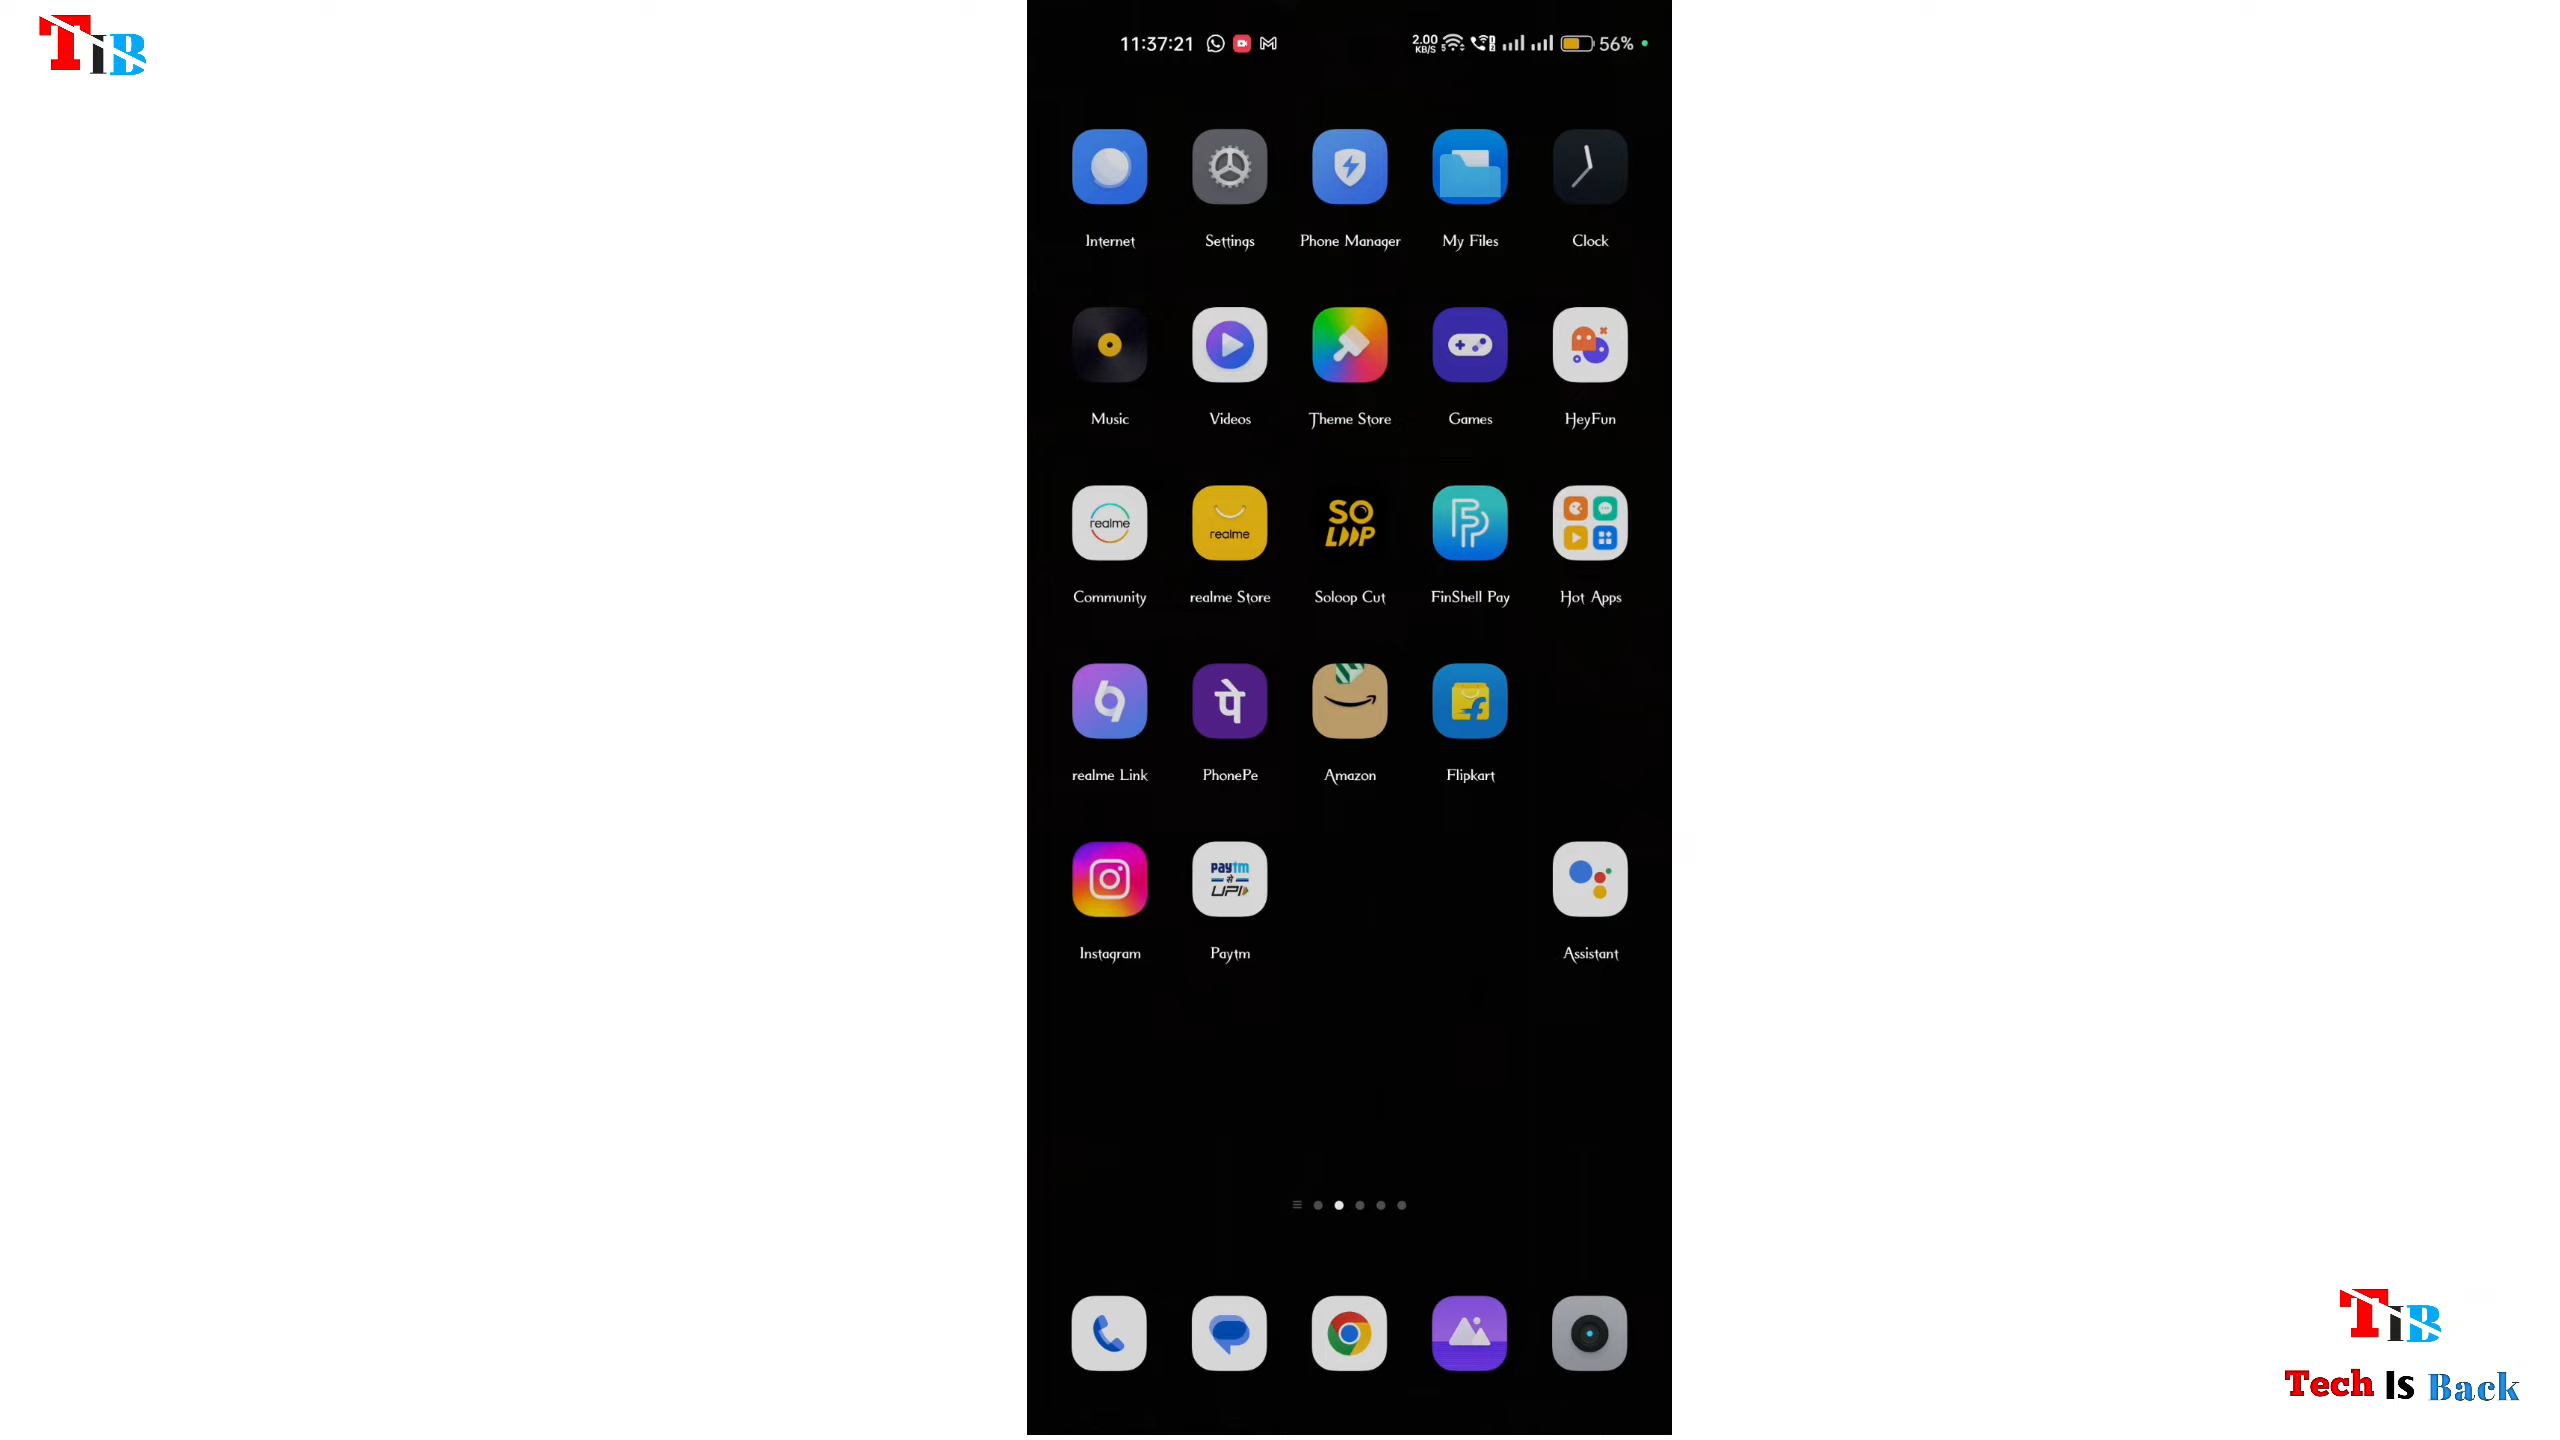 TIB
11:37:21 2.00 KB/S 5 56%
Internet Settings Phone Manager My Files Clock
Music Videos Theme Store Games HeyFun
realme realme SO LOOP
Community realme Store Soloop Cut FinShell Pay Hot Apps
पे
realme Link PhonePe Amazon Flipkart
paytm से UPI
Instagram Paytm Assistant
TIB
Tech Is Back